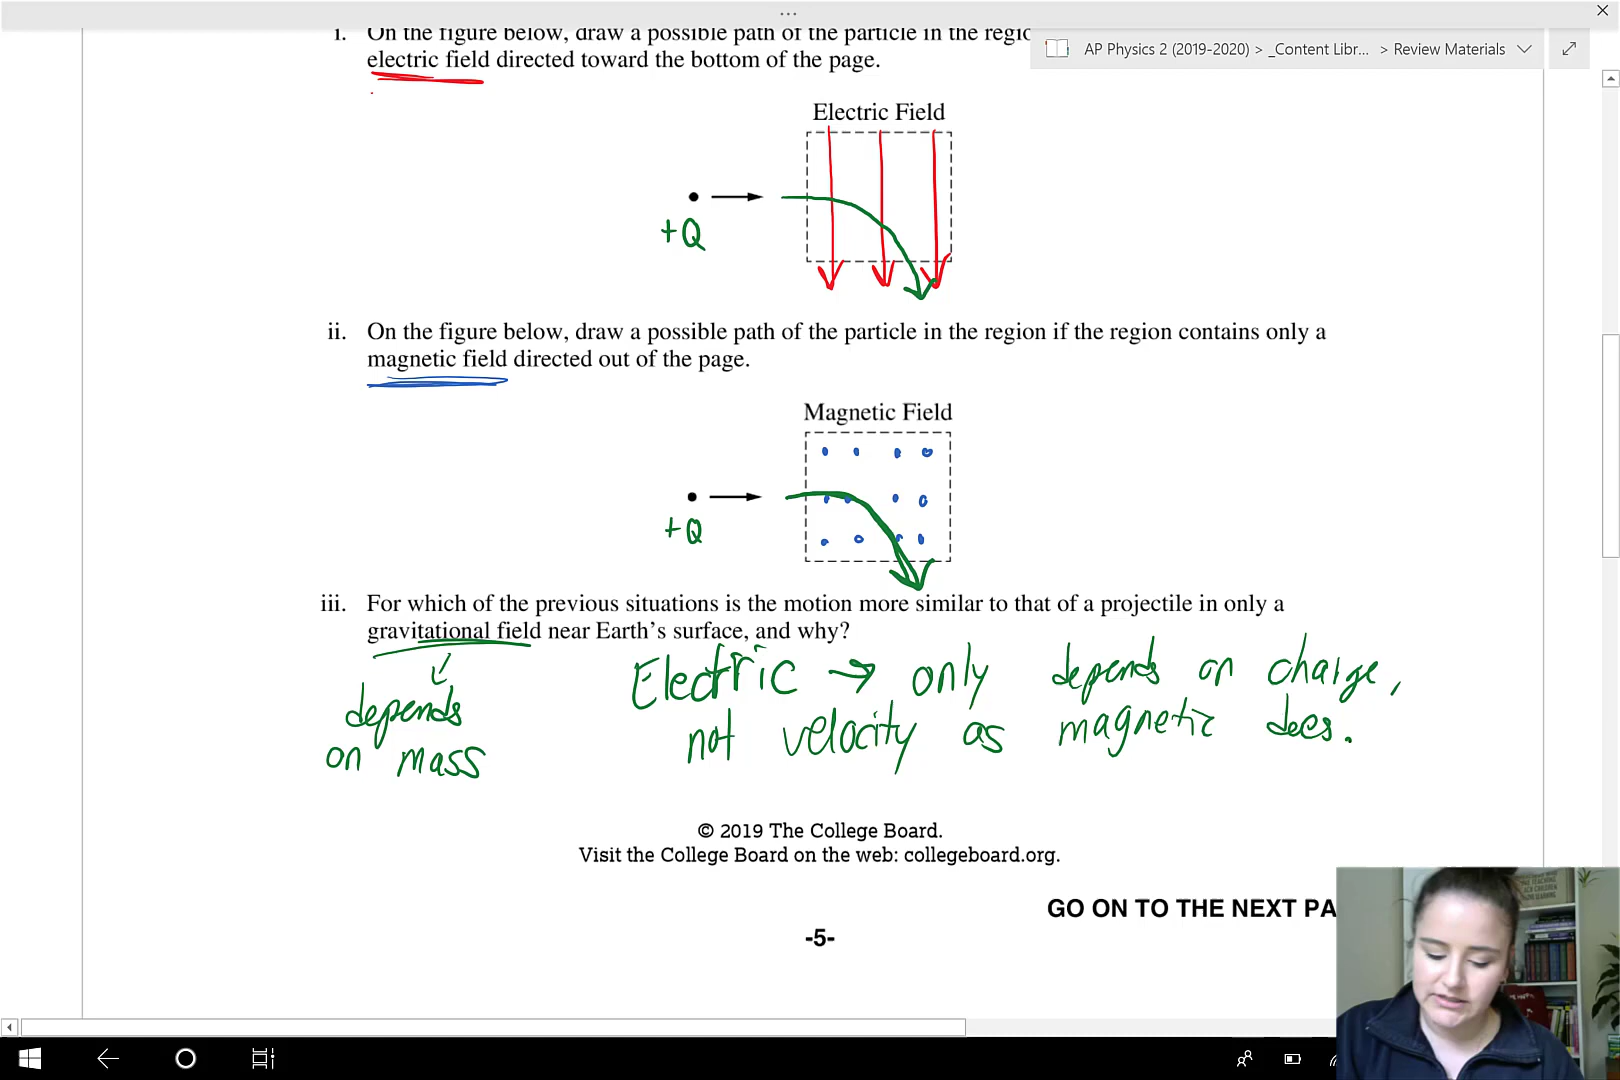 ...
i. On the figure below, draw a possible path of the particle in the regic
electric field directed toward the bottom of the page.
AP Physics 2 (2019-2020) > _Content Libr... > Review Materials
Electric Field
+Q
ii. On the figure below, draw a possible path of the particle in the region if the region contains only a
magnetic field directed out of the page.
Magnetic Field
+Q
iii. For which of the previous situations is the motion more similar to that of a projectile in only a
gravitational field near Earth's surface, and why?
depends
on mass
Electric → only depends on charge,
not velocity as magnetic does.
© 2019 The College Board.
Visit the College Board on the web: collegeboard.org.
GO ON TO THE NEXT PA
-5-